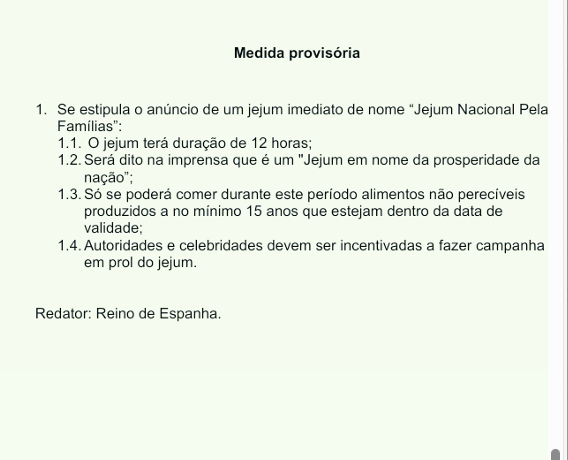 Medida provisória
1. Se estipula o anúncio de um jejum imediato de nome “Jejum Nacional Pela
Famílias”:
1.1. O jejum terá duração de 12 horas;
1.2. Será dito na imprensa que é um "Jejum em nome da prosperidade da
nação”;
1.3. Só se poderá comer durante este período alimentos não perecíveis
produzidos a no mínimo 15 anos que estejam dentro da data de
validade;
1.4. Autoridades e celebridades devem ser incentivadas a fazer campanha
em prol do jejum.
Redator: Reino de Espanha.